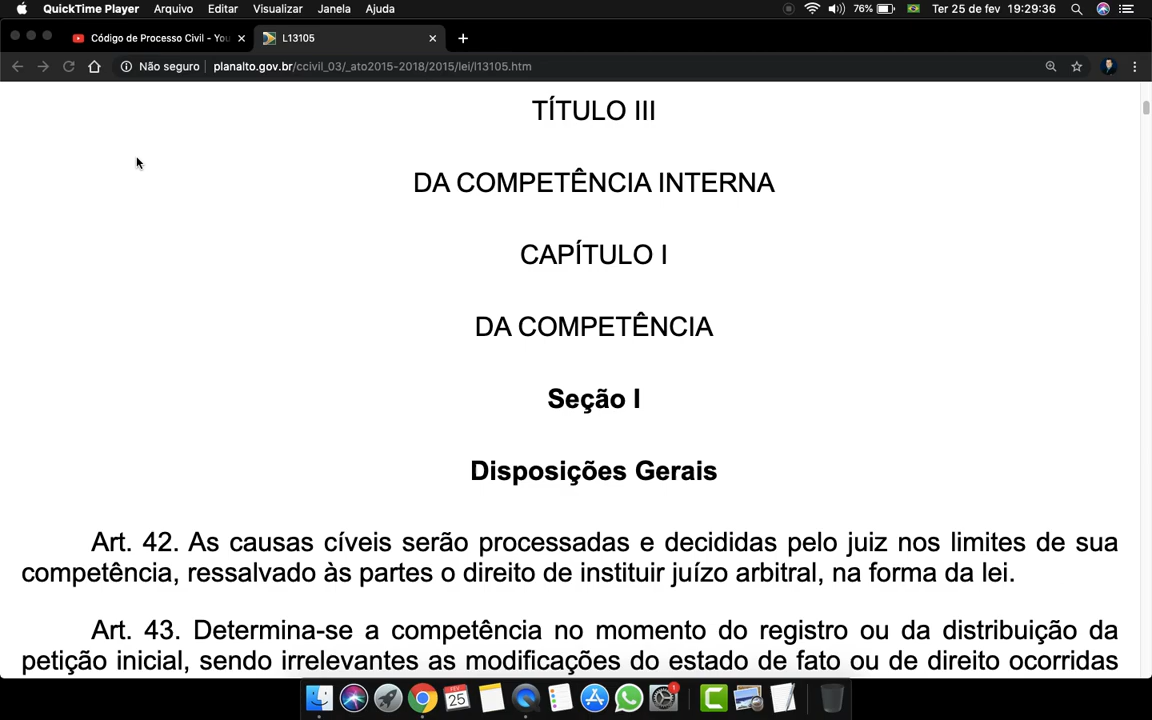 QuickTime Player Arquivo Editar Visualizar Janela Ajuda 76% Ter 25 de fev 19:29:36
Código de Processo Civil - You
L13105
Não seguro planalto.gov.br/ccivil_03/_ato2015-2018/2015/lei/l13105.htm
TÍTULO III
DA COMPETÊNCIA INTERNA
CAPÍTULO I
DA COMPETÊNCIA
Seção I
Disposições Gerais
Art. 42. As causas cíveis serão processadas e decididas pelo juiz nos limites de sua
competência, ressalvado às partes o direito de instituir juízo arbitral, na forma da lei.
Art. 43. Determina-se a competência no momento do registro ou da distribuição da
petição inicial, sendo irrelevantes as modificações do estado de fato ou de direito ocorridas
FEV
25
1